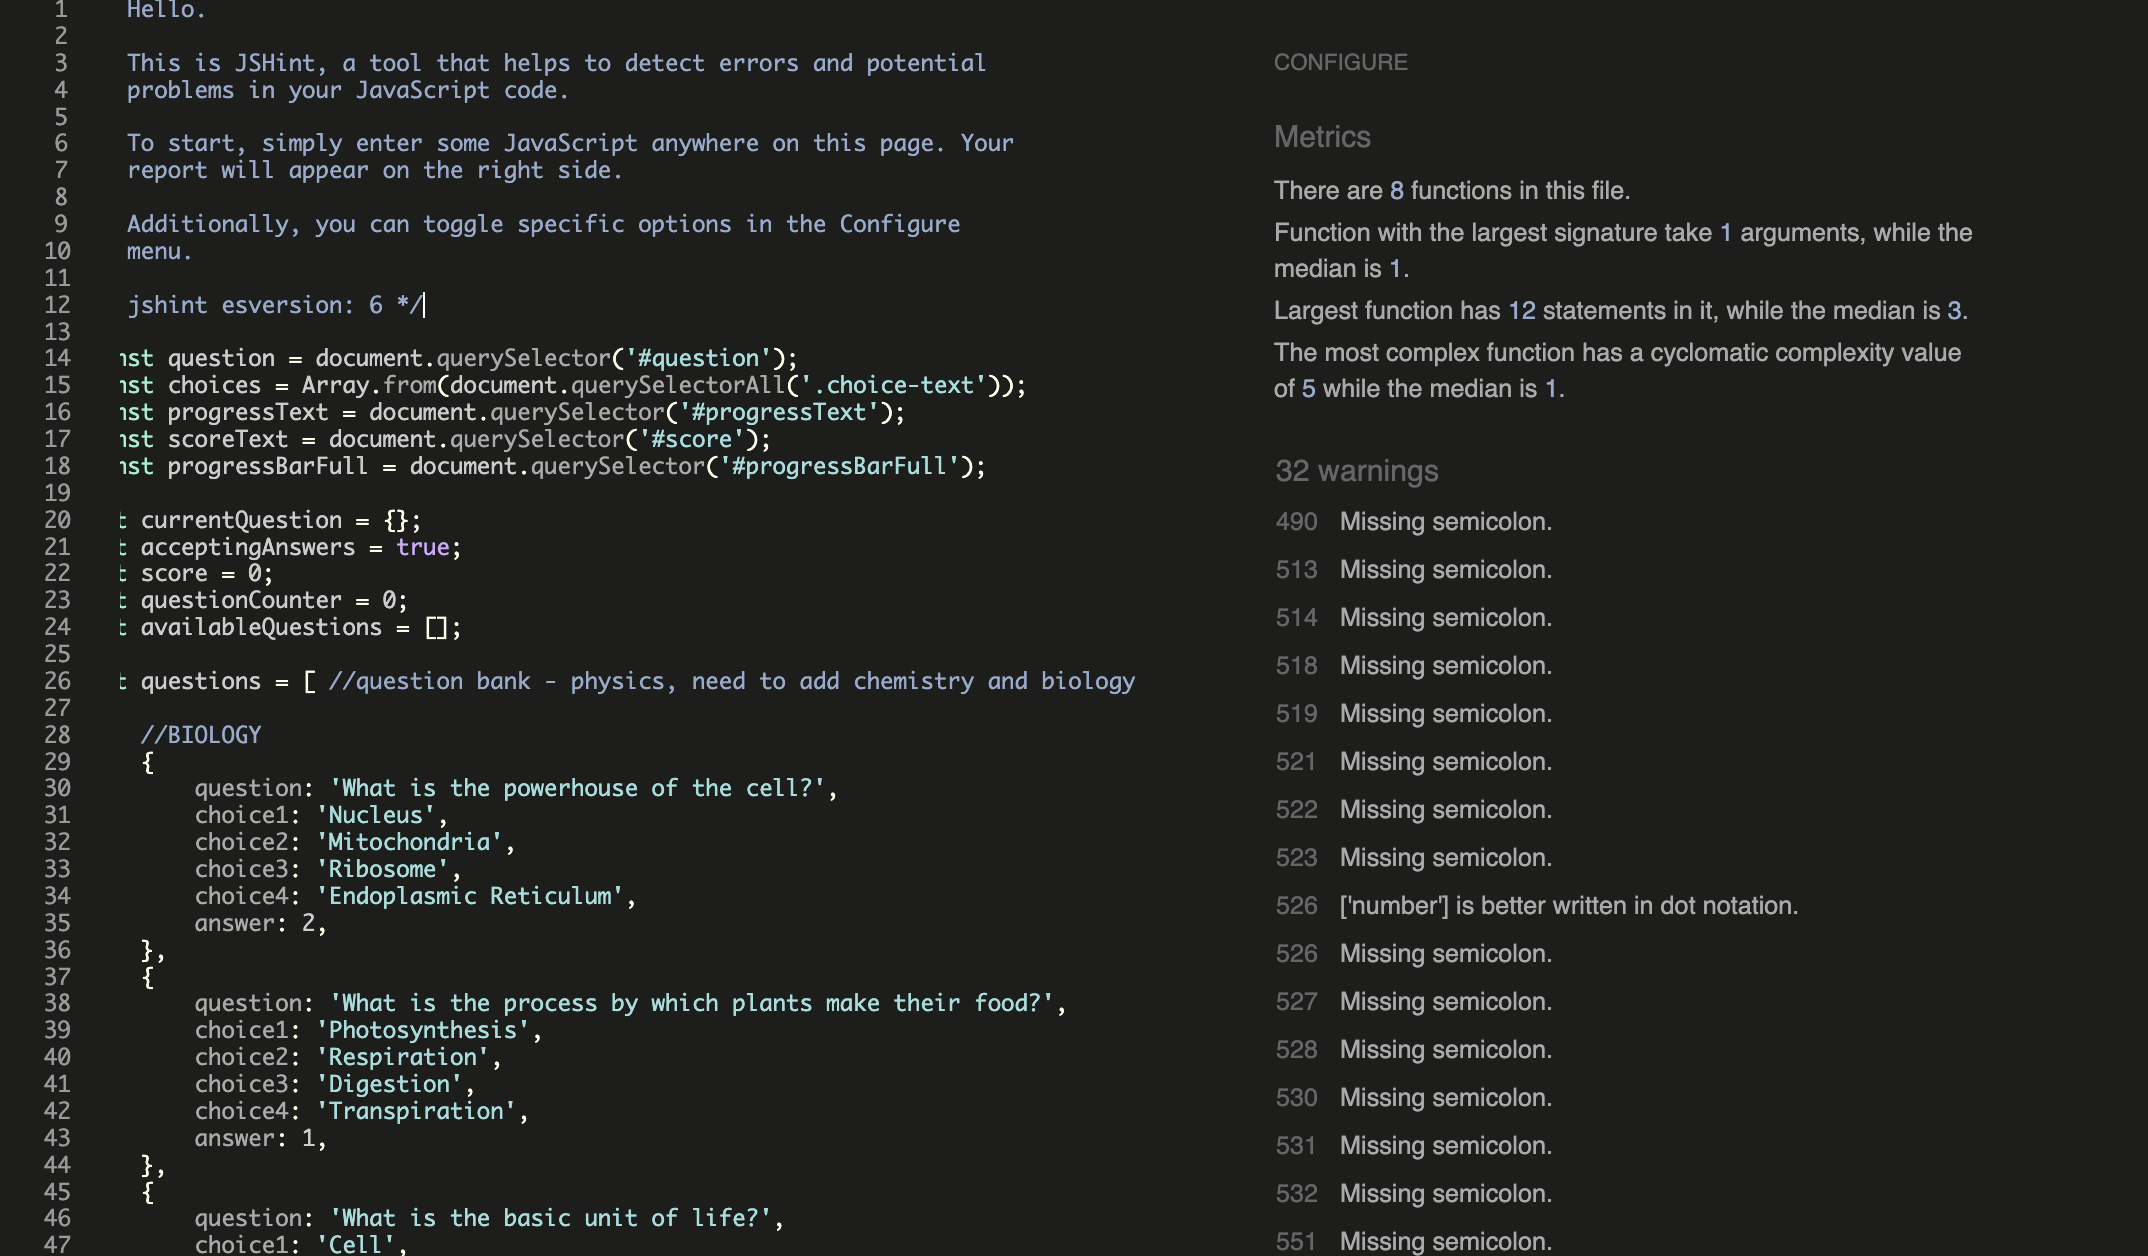 1 Hello.
2
3 This is JSHint, a tool that helps to detect errors and potential
4 problems in your JavaScript code.
5
6 To start, simply enter some JavaScript anywhere on this page. Your
7 report will appear on the right side.
8
9 Additionally, you can toggle specific options in the Configure
10 menu.
11
12 jshint esversion: 6 */
13
14 nst question = document.querySelector('#question');
15 nst choices = Array.from(document.querySelectorAll('.choice-text'));
16 nst progressText = document.querySelector('#progressText');
17 nst scoreText = document.querySelector('#score');
18 nst progressBarFull = document.querySelector('#progressBarFull');
19
20 t currentQuestion = {};
21 t acceptingAnswers = true;
22 t score = 0;
23 t questionCounter = 0;
24 t availableQuestions = [];
25
26 t questions = [ //question bank - physics, need to add chemistry and biology
27
28 //BIOLOGY
29 {
30 question: 'What is the powerhouse of the cell?',
31 choice1: 'Nucleus',
32 choice2: 'Mitochondria',
33 choice3: 'Ribosome',
34 choice4: 'Endoplasmic Reticulum',
35 answer: 2,
36 },
37 {
38 question: 'What is the process by which plants make their food?',
39 choice1: 'Photosynthesis',
40 choice2: 'Respiration',
41 choice3: 'Digestion',
42 choice4: 'Transpiration',
43 answer: 1,
44 },
45 {
46 question: 'What is the basic unit of life?',
47 choice1: 'Cell',
CONFIGURE
Metrics
There are 8 functions in this file.
Function with the largest signature take 1 arguments, while the
median is 1.
Largest function has 12 statements in it, while the median is 3.
The most complex function has a cyclomatic complexity value
of 5 while the median is 1.
32 warnings
490 Missing semicolon.
513 Missing semicolon.
514 Missing semicolon.
518 Missing semicolon.
519 Missing semicolon.
521 Missing semicolon.
522 Missing semicolon.
523 Missing semicolon.
526 ['number'] is better written in dot notation.
526 Missing semicolon.
527 Missing semicolon.
528 Missing semicolon.
530 Missing semicolon.
531 Missing semicolon.
532 Missing semicolon.
551 Missing semicolon.